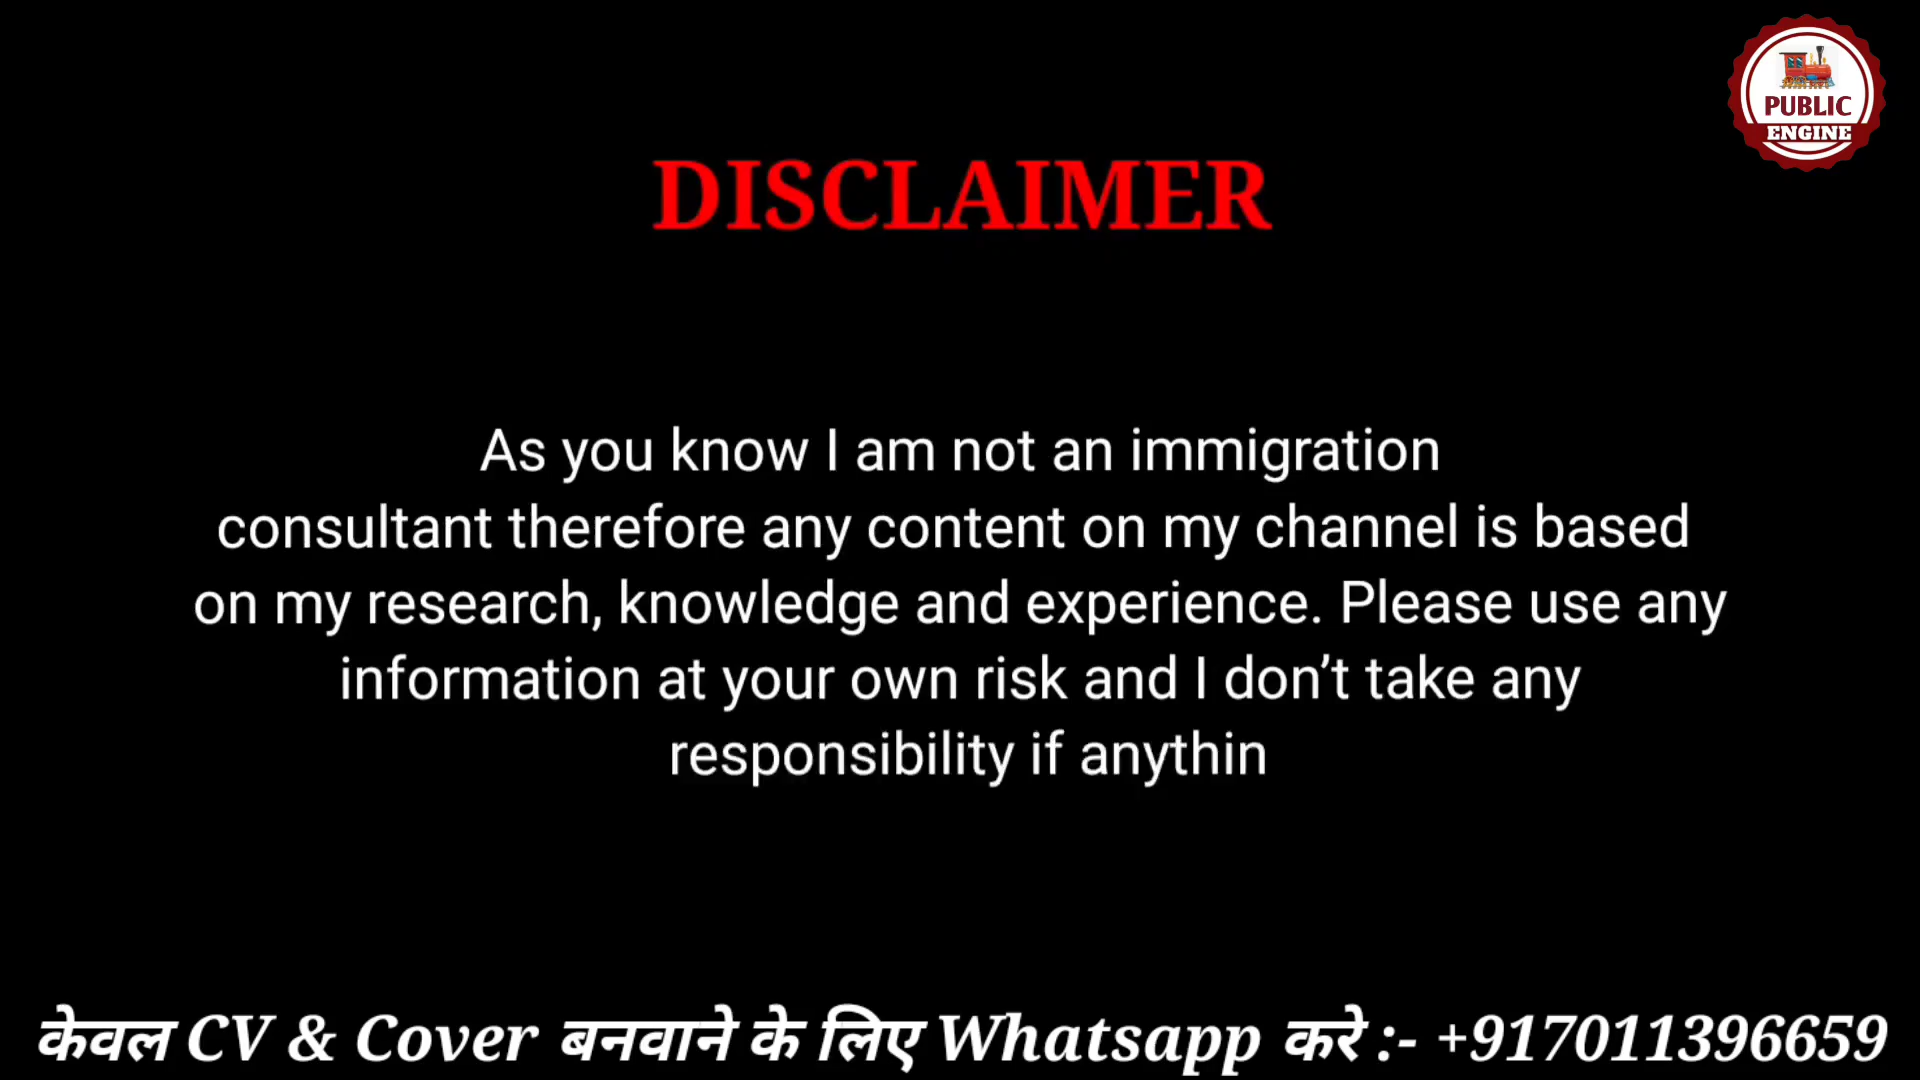 PUBLIC
ENGINE
DISCLAIMER
As you know I am not an immigration
consultant therefore any content on my channel is based
on my research, knowledge and experience. Please use any
information at your own risk and I don’t take any
responsibility if anythin
केवल CV & Cover बनवाने के लिए Whatsapp करे :- +917011396659